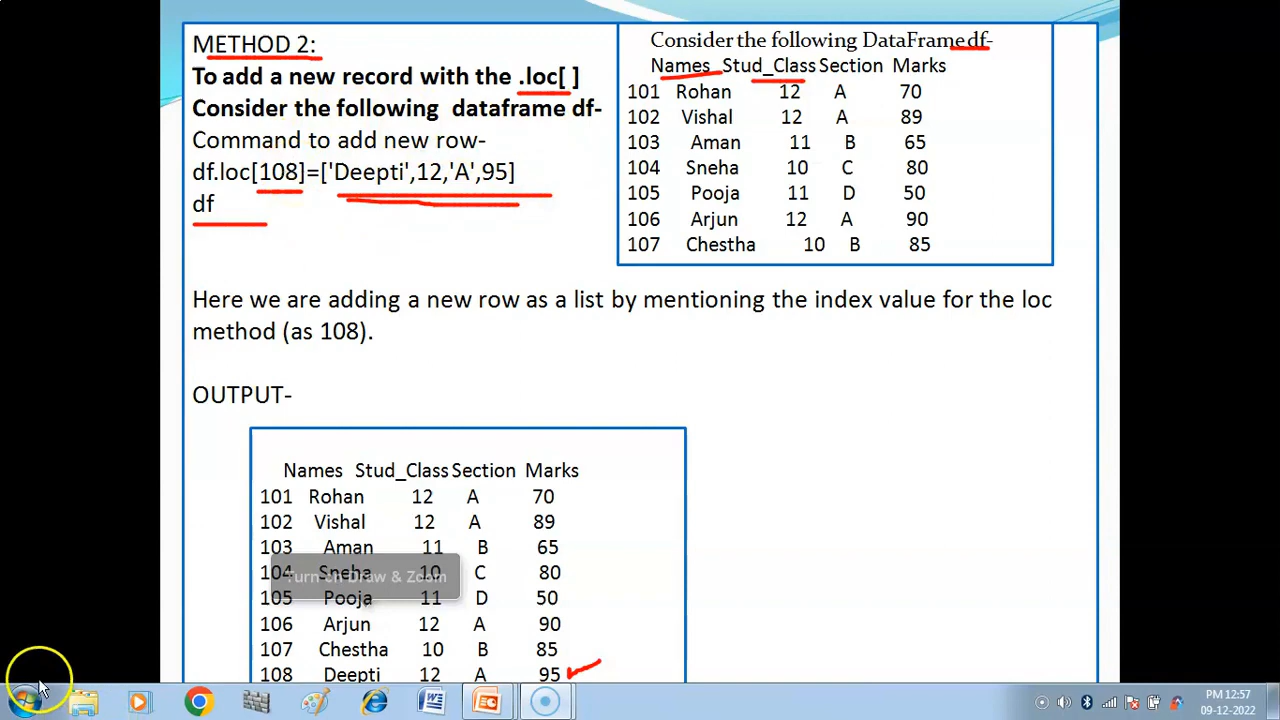 METHOD 2:
To add a new record with the .loc[ ]
Consider the following dataframe df-
Command to add new row-
df.loc[108]=['Deepti',12,'A',95]
df
Consider the following DataFrame df-
Names Stud_Class Section Marks
101 Rohan 12 A 70
102 Vishal 12 A 89
103 Aman 11 B 65
104 Sneha 10 C 80
105 Pooja 11 D 50
106 Arjun 12 A 90
107 Chestha 10 B 85
Here we are adding a new row as a list by mentioning the index value for the loc
method (as 108).
OUTPUT-
Names Stud_Class Section Marks
101 Rohan 12 A 70
102 Vishal 12 A 89
103 Aman 11 B 65
104 Sneha 10 C 80
Turn on Draw & Zoom
105 Pooja 11 D 50
106 Arjun 12 A 90
107 Chestha 10 B 85
108 Deepti 12 A 95
PM 12:57
09-12-2022